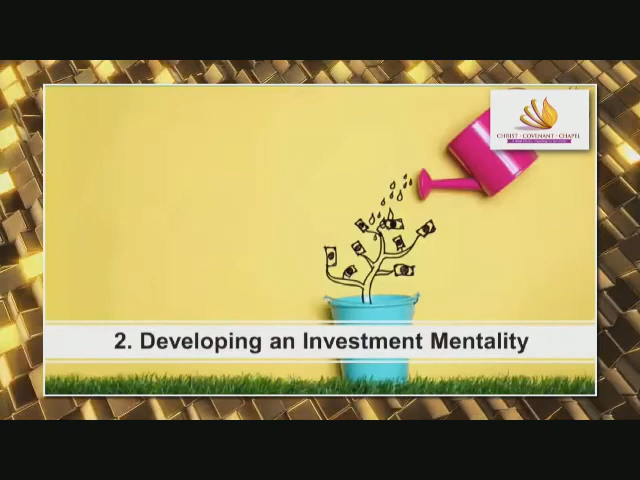 CHRIST · COVENANT · CHAPEL
2. Developing an Investment Mentality